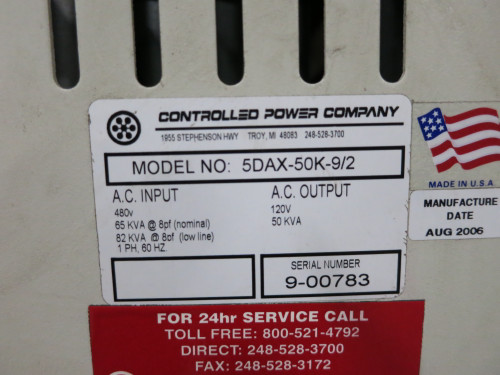 CONTROLLED POWER COMPANY
1955 STEPHENSON HWY TROY, MI 48083 248-528-3700
MODEL NO: 5DAX-50K-9/2
A.C. INPUT
480v
65 KVA @ 8pf (nominal)
82 KVA @ 8pf (low line)
1 PH, 60 HZ.
A.C. OUTPUT
120V
50 KVA
SERIAL NUMBER
9-00783
MADE IN U.S.A
MANUFACTURE
DATE
AUG 2006
FOR 24hr SERVICE CALL
TOLL FREE: 800-521-4792
DIRECT: 248-528-3700
FAX: 248-528-3172